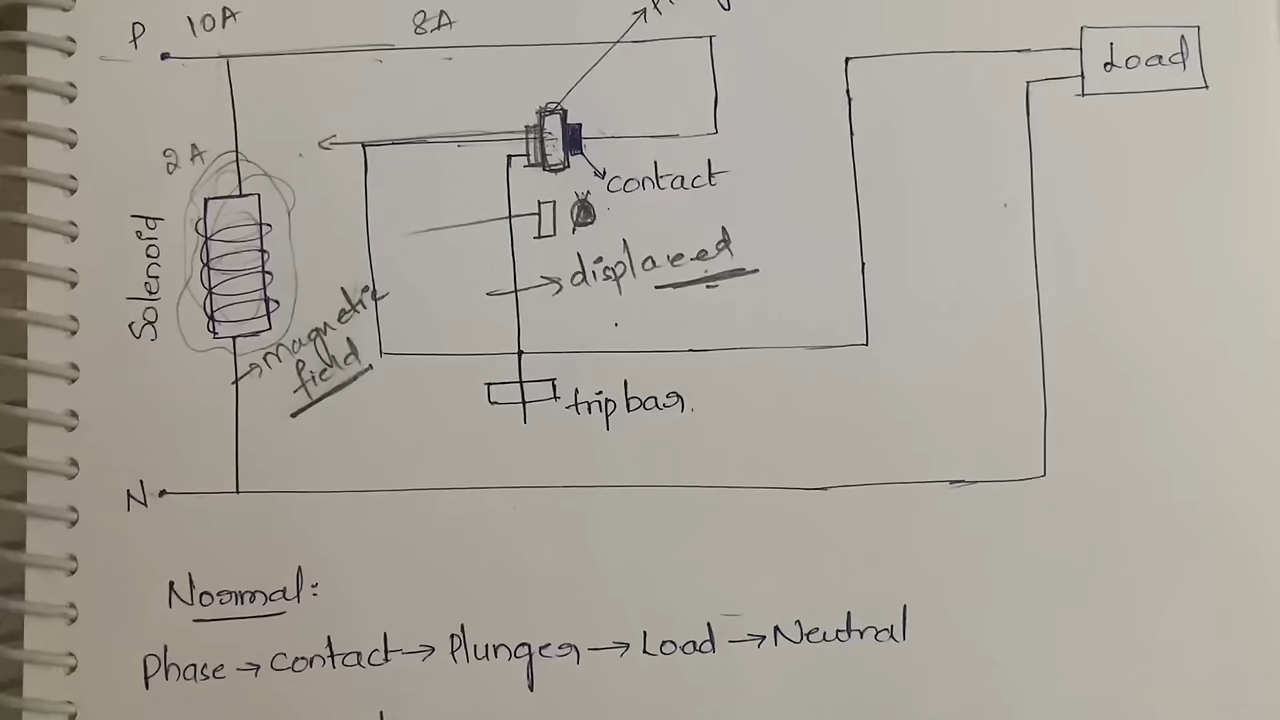 P 10A 8A
Load
2A
contact
Solenoid
displaced
magnetic
field
trip bar.
N
Normal:
Phase → contact → Plunger → Load → Neutral